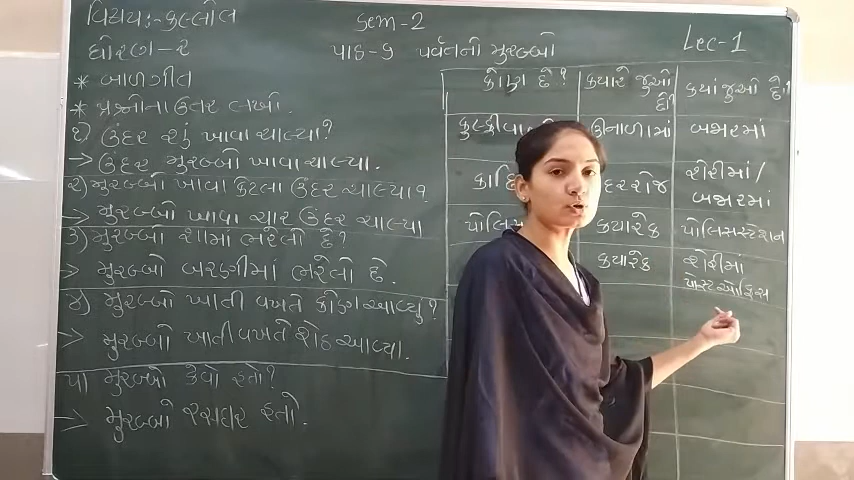 વિષય:- કલ્લોલ
Sem-2
Lec-1
ધોરણ-૨
પાઠ-૭ પર્વતની મુરબ્બો
* બાળગીત
* પ્રશ્નોના ઉત્તર લખો.
૧) ઉંદર શું ખાવા ચાલ્યા?
→ ઉંદર મુરબ્બો ખાવા ચાલ્યા.
૨) મુરબ્બો ખાવા કેટલા ઉંદર ચાલ્યા?
→ મુરબ્બો ખાવા ચાર ઉંદર ચાલ્યા
૩) મુરબ્બો શામાં ભરેલો છે?
→ મુરબ્બો બરણીમાં ભરેલો છે.
૪) મુરબ્બો ખાતી વખતે કોણ આવ્યું?
→ મુરબ્બો ખાતી વખતે શેઠ આવ્યા.
૫) મુરબ્બો કેવો હતો?
→ મુરબ્બો રસદાર હતો.
કોણ છે? ક્યારે જુઓ છો? ક્યાં જુઓ છો?
ઉનાળામાં બજારમાં
દરરોજ શેરીમાં/
બજારમાં
પોલિસ ક્યારેક પોલિસસ્ટેશન
ક્યારેક શેરીમાં
પોસ્ટઓફિસ